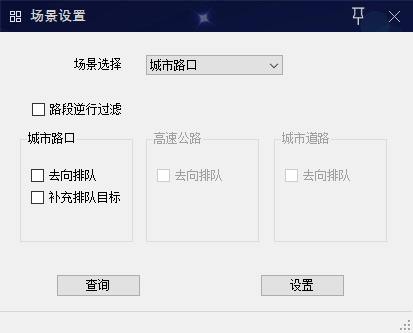 场景设置
场景选择 城市路口
路段逆行过滤
城市路口 高速公路 城市道路
去向排队 去向排队 去向排队
补充排队目标
查询 设置